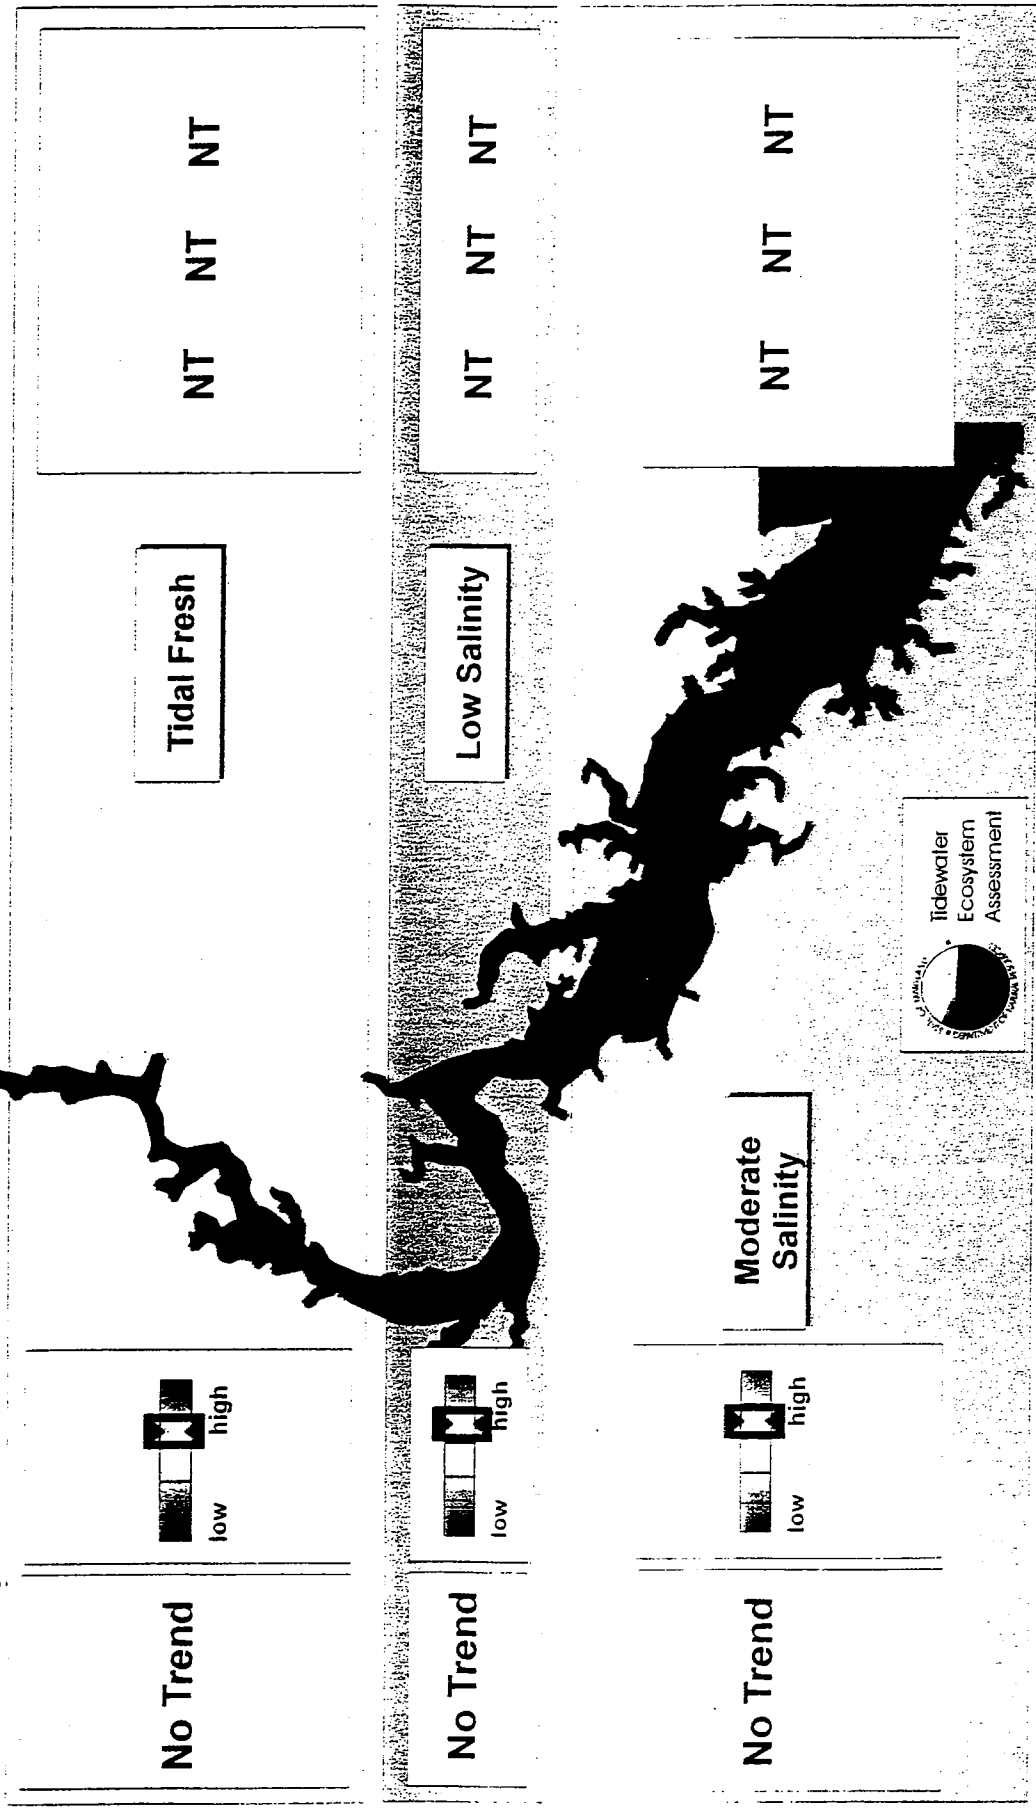 No Trend
low high
Tidal Fresh
NT NT NT
No Trend
low high
Low Salinity
NT NT NT
No Trend
low high
Moderate
Salinity
NT NT NT
Tidewater
Ecosystem
Assessment